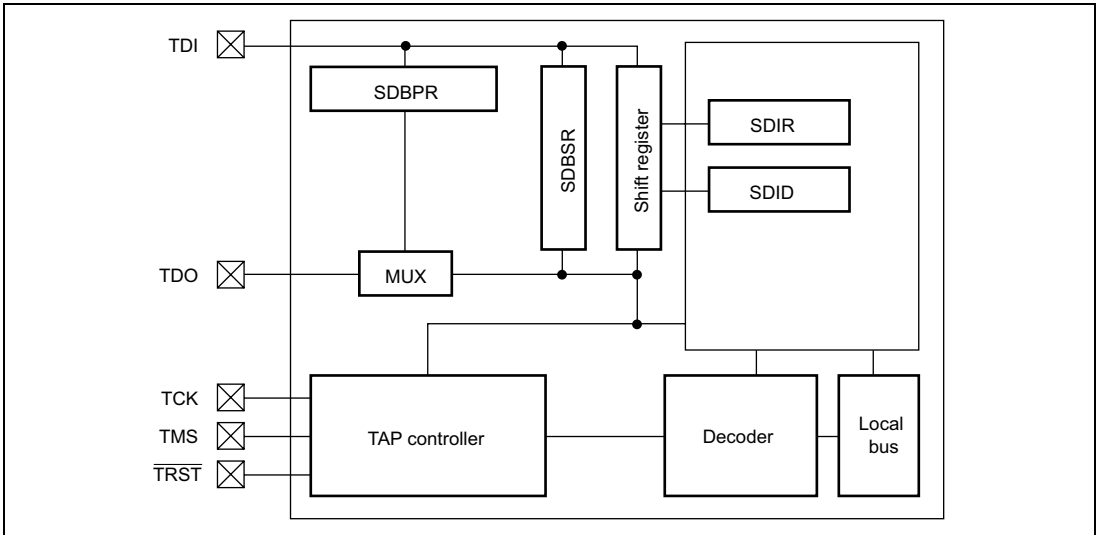 TDI
SDBPR
SDBSR
Shift register
SDIR
SDID
TDO
MUX
TCK
TMS
TRST
TAP controller
Decoder
Local
bus